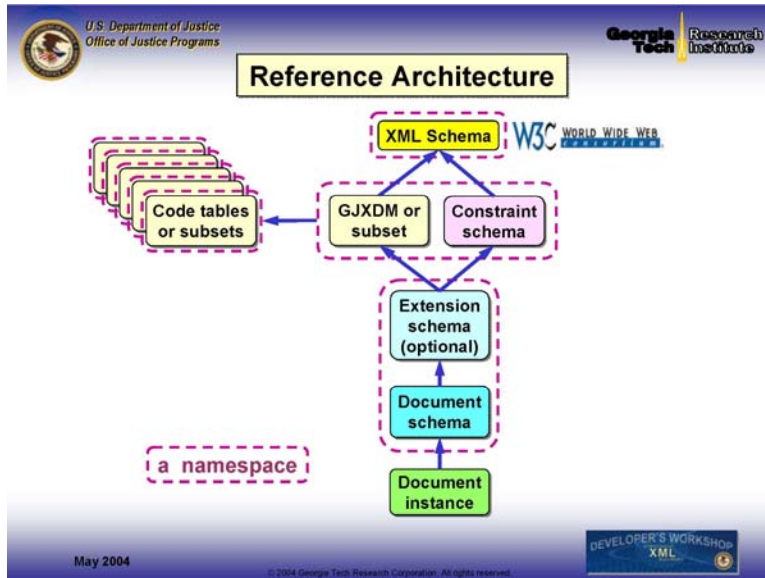 U.S. Department of Justice
Office of Justice Programs
Georgia Research
Tech Institute
Reference Architecture
XML Schema
W3C WORLD WIDE WEB
consortium
Code tables
or subsets
GJXDM or
subset
Constraint
schema
Extension
schema
(optional)
Document
schema
a namespace
Document
instance
May 2004
© 2004 Georgia Tech Research Corporation. All rights reserved.
DEVELOPER'S WORKSHOP
XML